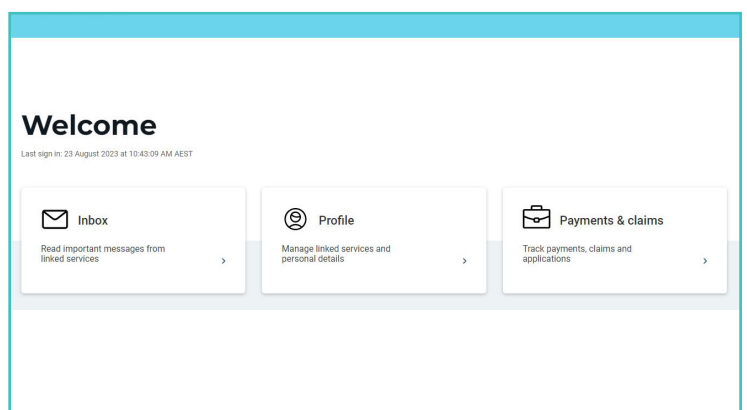 Welcome
Last sign in: 23 August 2023 at 10:43:09 AM AEST
Inbox
Read important messages from
linked services
Profile
Manage linked services and
personal details
Payments & claims
Track payments, claims and
applications